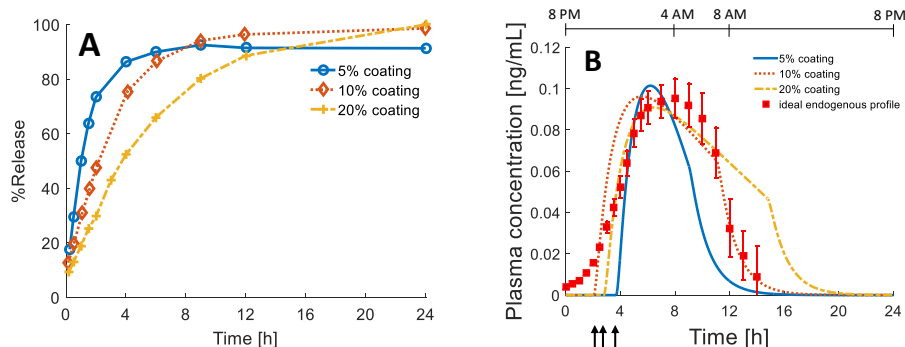 A
%Release
100
80
60
40
20
0
5% coating
10% coating
20% coating
0 4 8 12 16 20 24
Time [h]
8 PM 4 AM 8 AM 8 PM
B
Plasma concentration [ng/mL]
0.12
0.1
0.08
0.06
0.04
0.02
0
5% coating
10% coating
20% coating
ideal endogenous profile
0 4 8 12 16 20 24
Time [h]